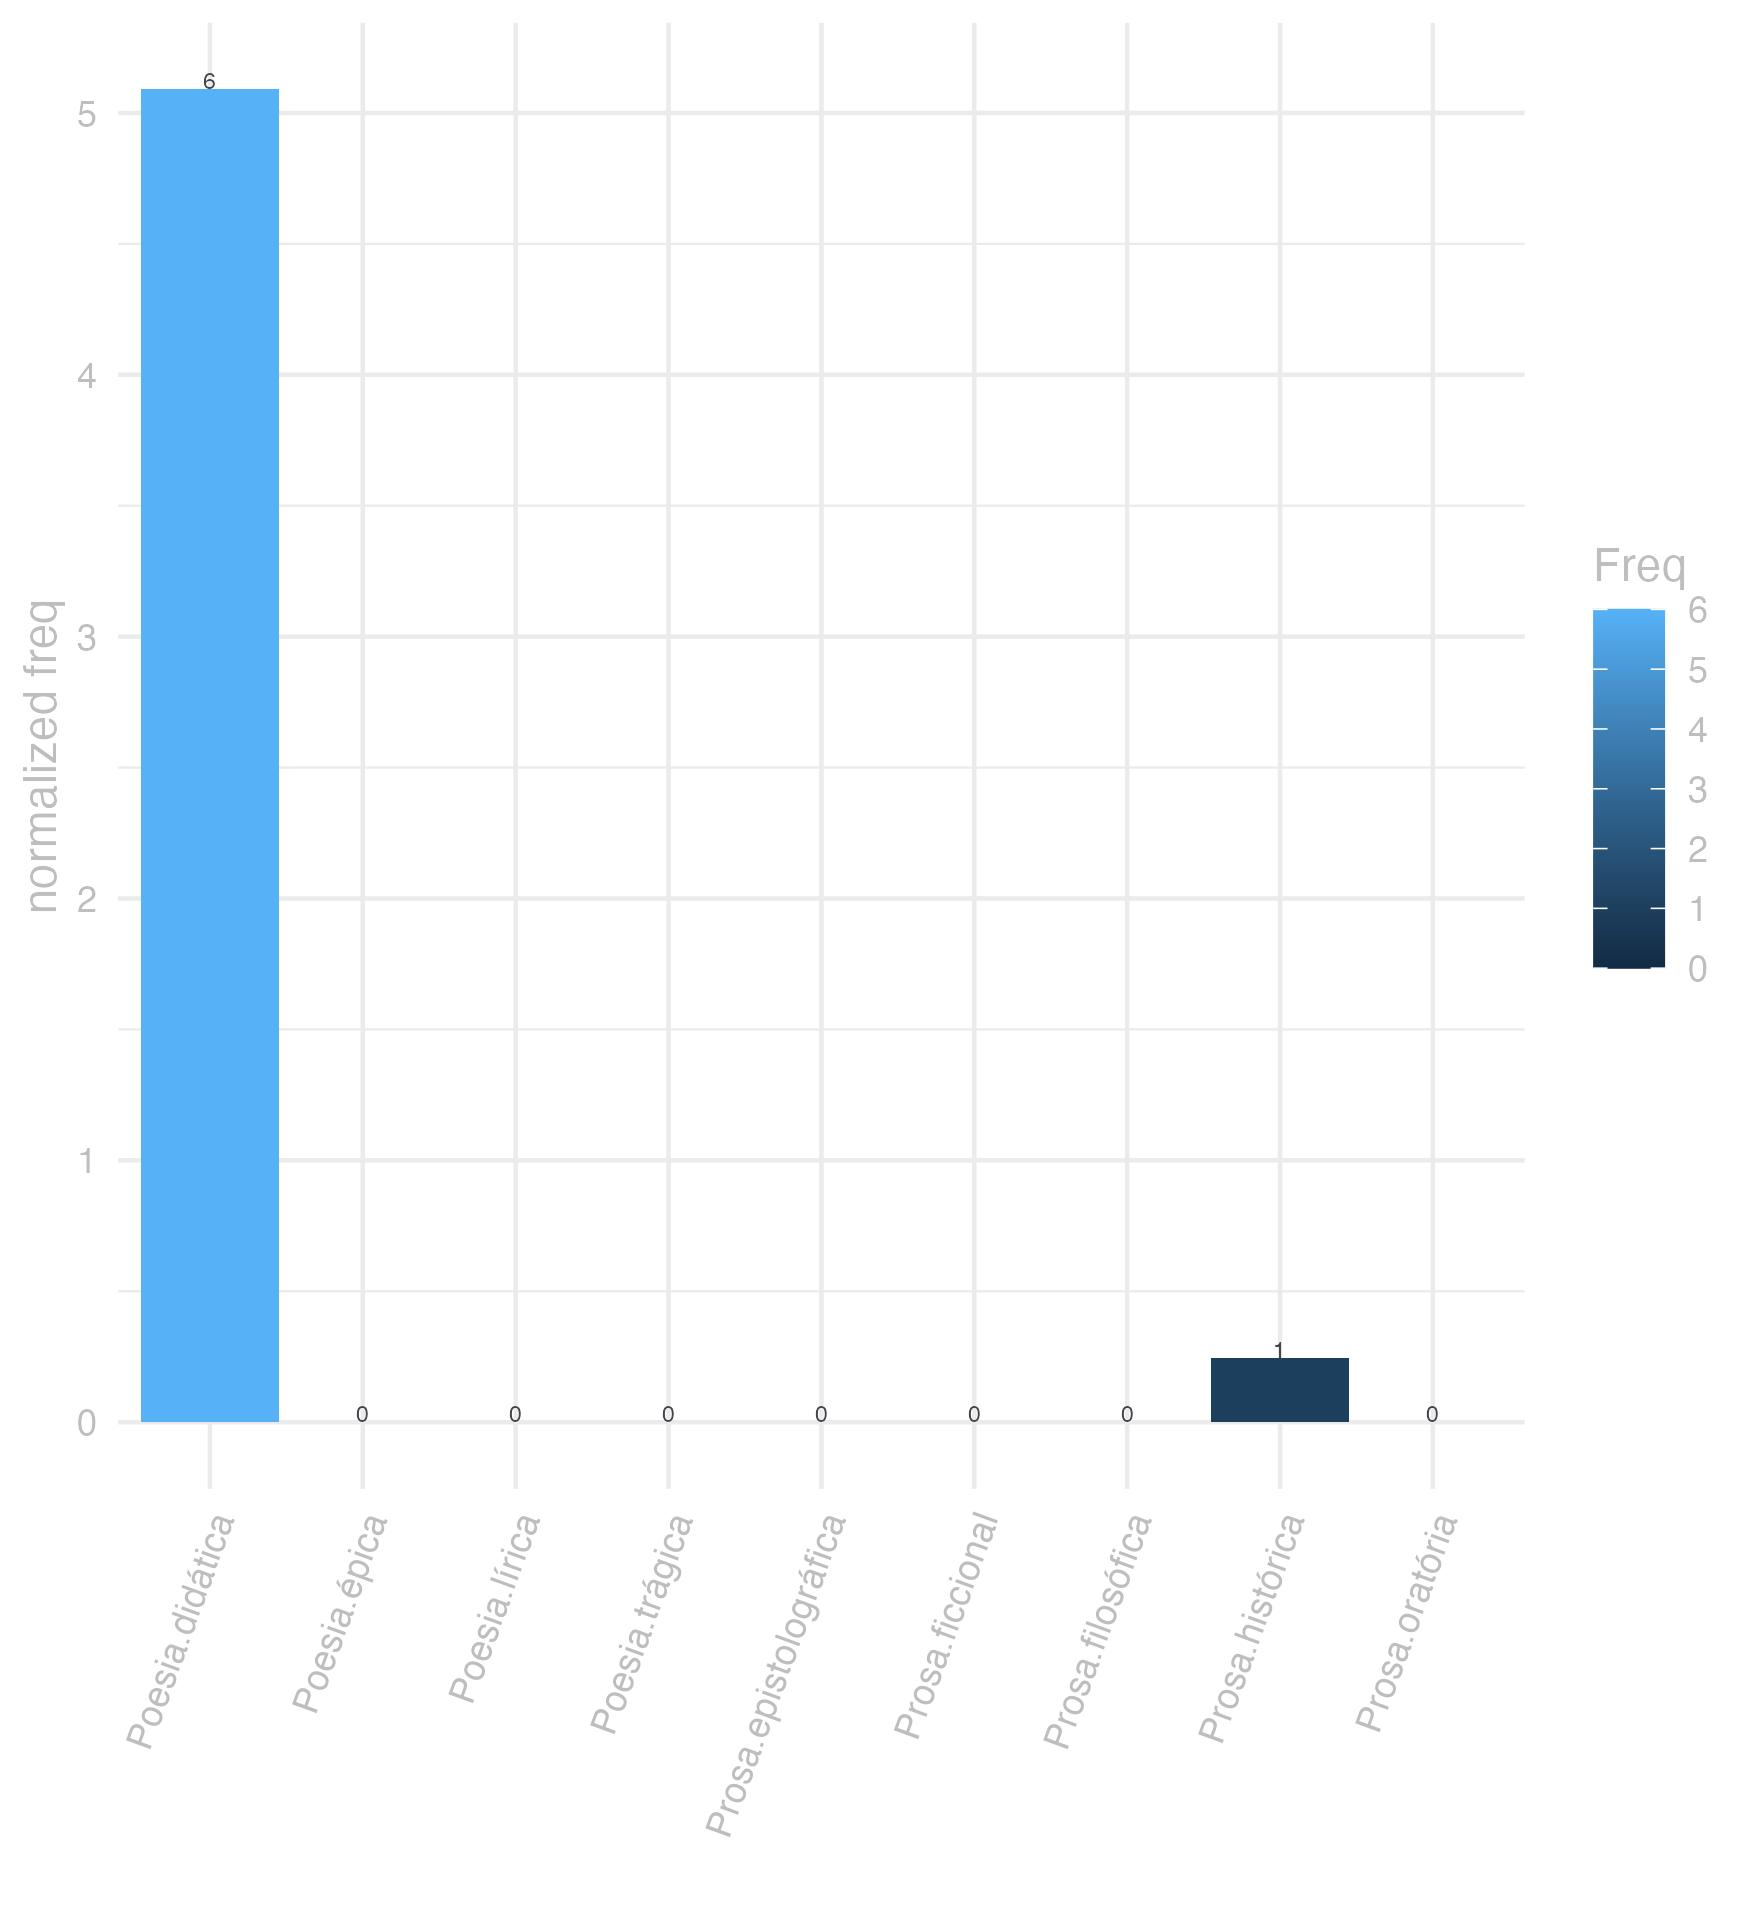 normalized freq
5
4
3
2
1
0
6
0
0
0
0
0
0
1
0
Poesia.didática
Poesia.épica
Poesia.lírica
Poesia.trágica
Prosa.epistolográfica
Prosa.ficcional
Prosa.filosófica
Prosa.histórica
Prosa.oratória
Freq
6
5
4
3
2
1
0